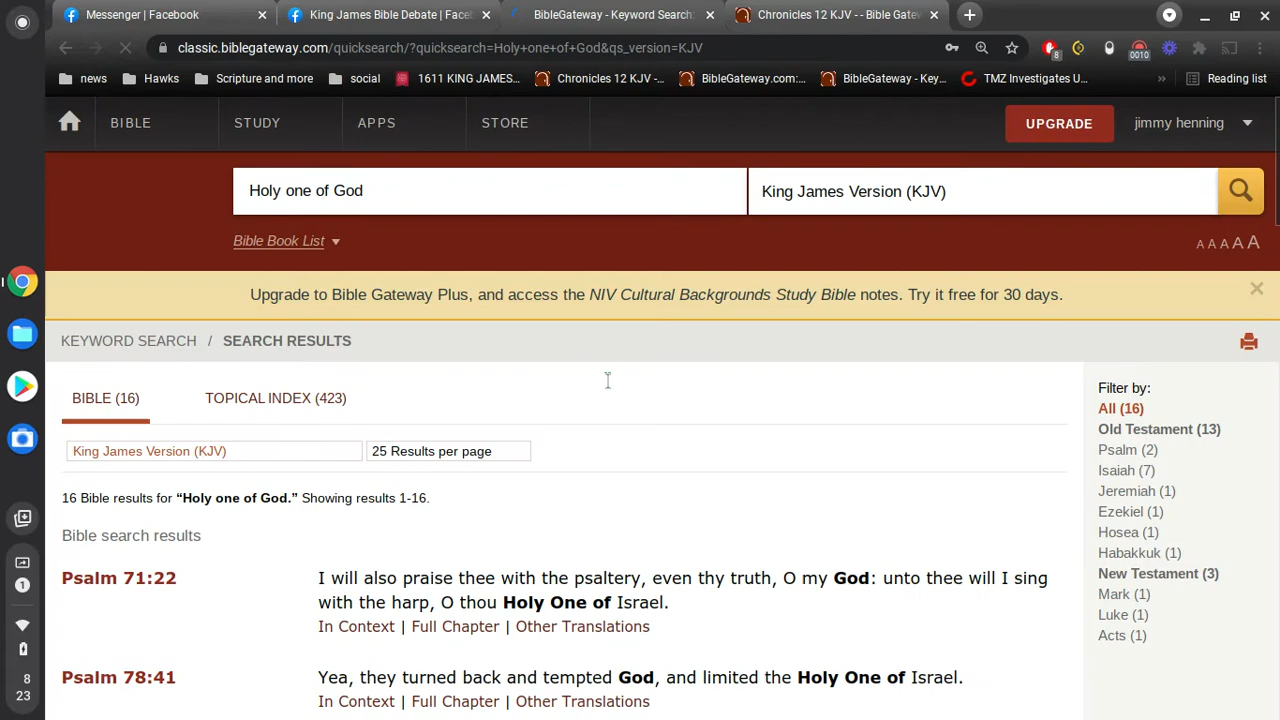 Messenger | Facebook
King James Bible Debate | Faceb
BibleGateway - Keyword Search:
Chronicles 12 KJV - - Bible Gatew
classic.biblegateway.com/quicksearch/?quicksearch=Holy+one+of+God&qs_version=KJV
8
0010
news
Hawks
Scripture and more
social
1611 KING JAMES...
Chronicles 12 KJV -...
BibleGateway.com:...
BibleGateway - Key...
TMZ Investigates U...
»
Reading list
BIBLE
STUDY
APPS
STORE
UPGRADE
jimmy henning
Holy one of God
King James Version (KJV)
Bible Book List
A A A A A
Upgrade to Bible Gateway Plus, and access the NIV Cultural Backgrounds Study Bible notes. Try it free for 30 days.
KEYWORD SEARCH / SEARCH RESULTS
BIBLE (16)
TOPICAL INDEX (423)
King James Version (KJV)
25 Results per page
16 Bible results for “Holy one of God.” Showing results 1-16.
Bible search results
Psalm 71:22
I will also praise thee with the psaltery, even thy truth, O my God: unto thee will I sing
with the harp, O thou Holy One of Israel.
In Context | Full Chapter | Other Translations
Psalm 78:41
Yea, they turned back and tempted God, and limited the Holy One of Israel.
In Context | Full Chapter | Other Translations
Filter by:
All (16)
Old Testament (13)
Psalm (2)
Isaiah (7)
Jeremiah (1)
Ezekiel (1)
Hosea (1)
Habakkuk (1)
New Testament (3)
Mark (1)
Luke (1)
Acts (1)
1
8
23